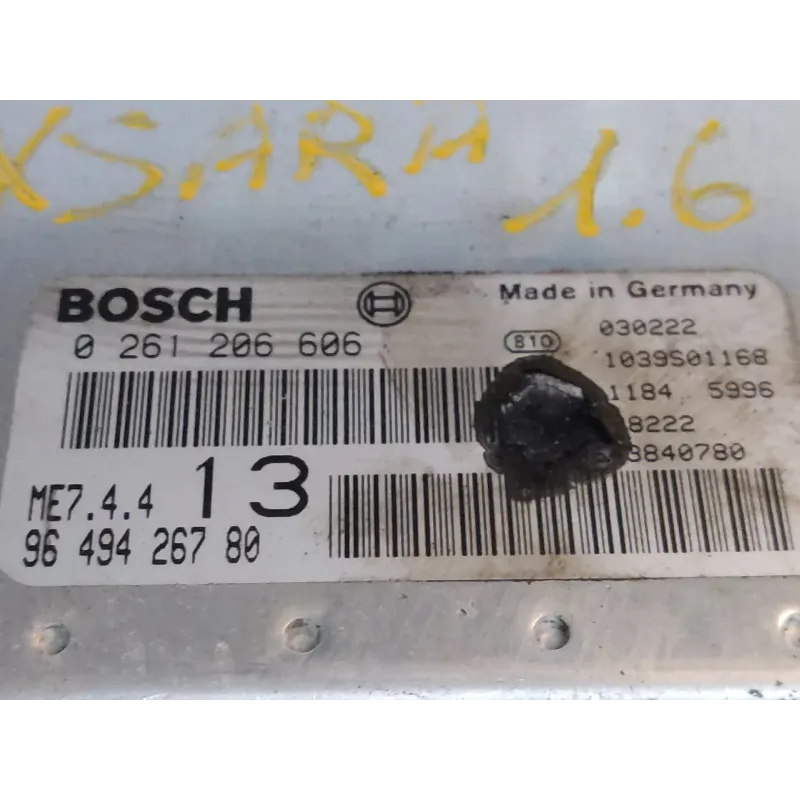 XSARA 1.6
BOSCH
0 261 206 606
Made in Germany
810
030222
1039S01168
1184 5996
8222
3840780
ME7.4.4 13
96 494 267 80